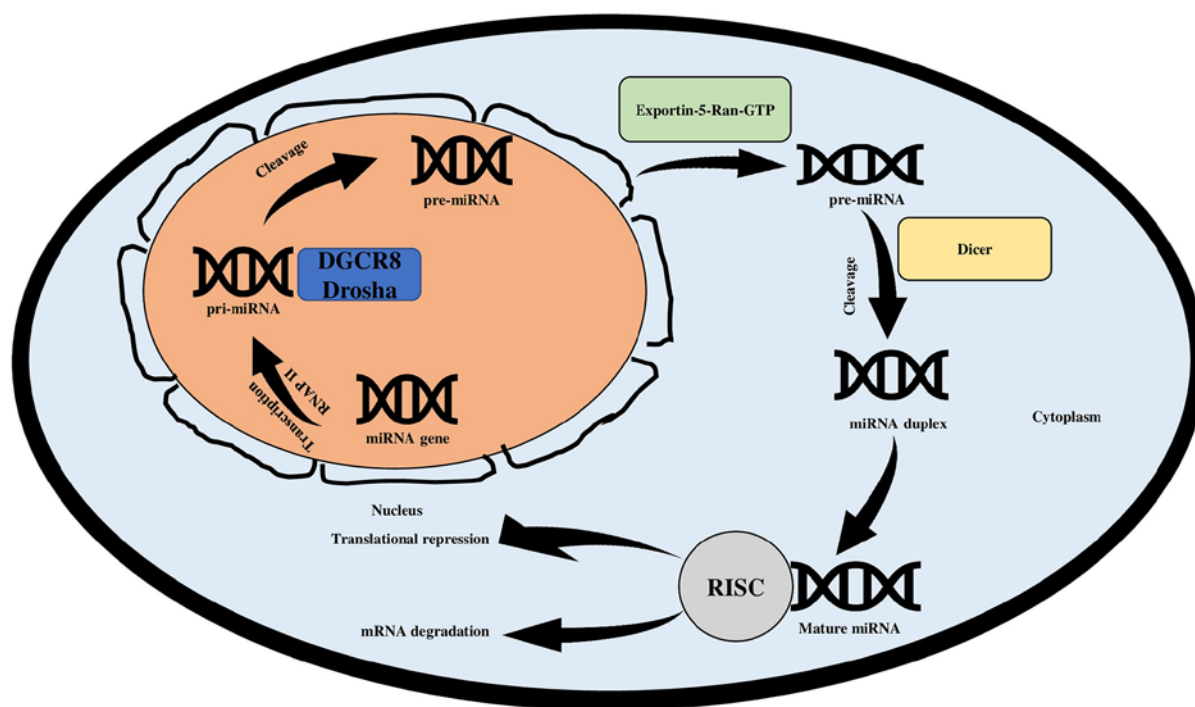 Exportin-5-Ran-GTP
Cleavage
pre-miRNA
pre-miRNA
DGCR8
Drosha
pri-miRNA
Dicer
Cleavage
RNAP II
Transcription
miRNA gene
miRNA duplex
Cytoplasm
Nucleus
Translational repression
RISC
mRNA degradation
Mature miRNA